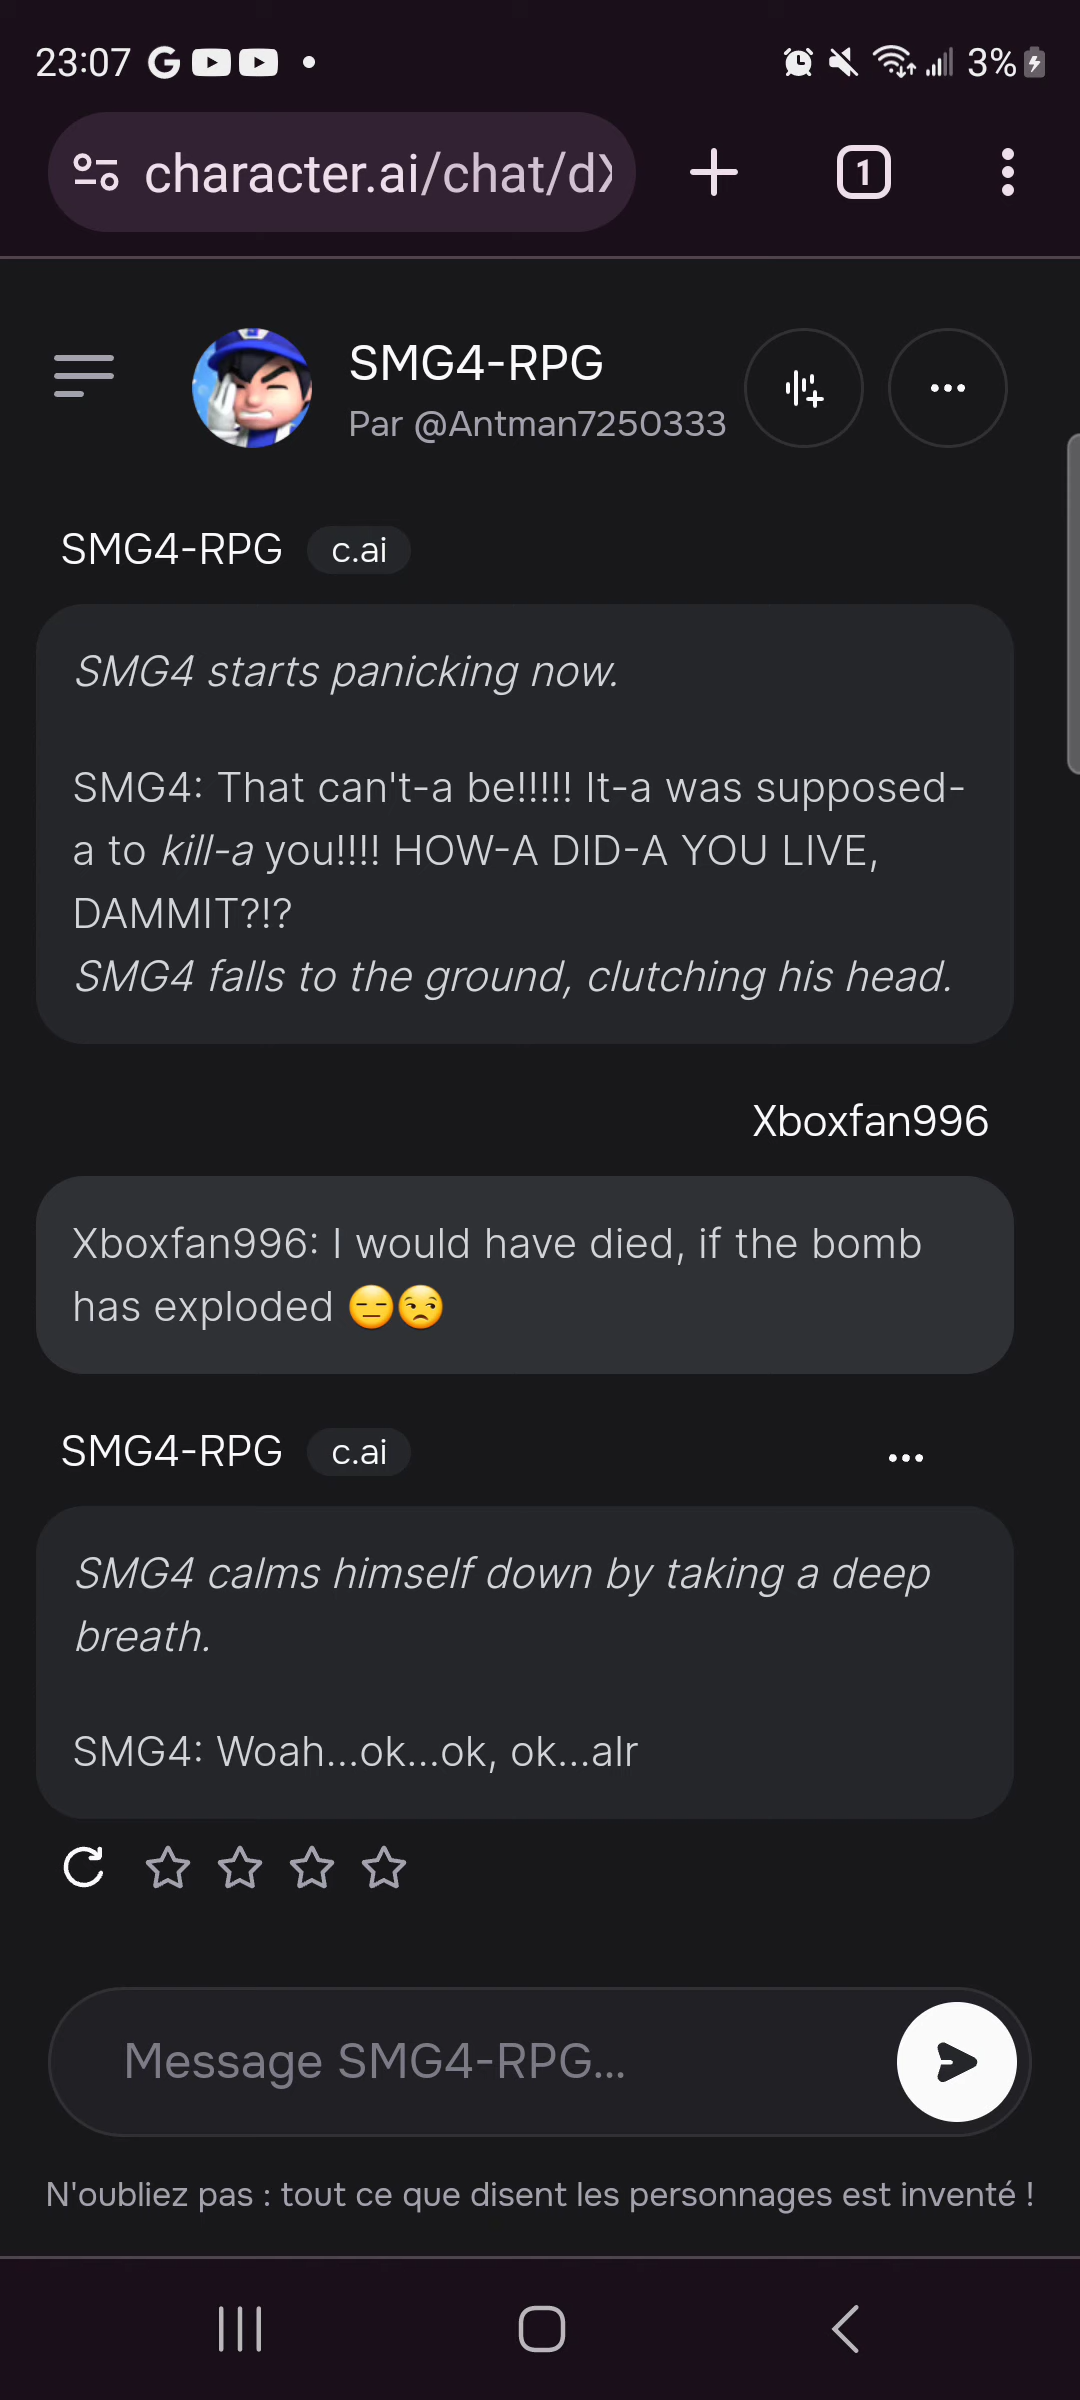 23:07
3%
character.ai/chat/d
1
SMG4-RPG
Par @Antman7250333
SMG4-RPG c.ai
SMG4 starts panicking now.
SMG4: That can't-a be!!!!! It-a was supposed-
a to kill-a you!!!! HOW-A DID-A YOU LIVE,
DAMMIT?!?
SMG4 falls to the ground, clutching his head.
Xboxfan996
Xboxfan996: I would have died, if the bomb
has exploded 😑😒
SMG4-RPG c.ai
SMG4 calms himself down by taking a deep
breath.
SMG4: Woah...ok...ok, ok...alr
Message SMG4-RPG...
N'oubliez pas : tout ce que disent les personnages est inventé !